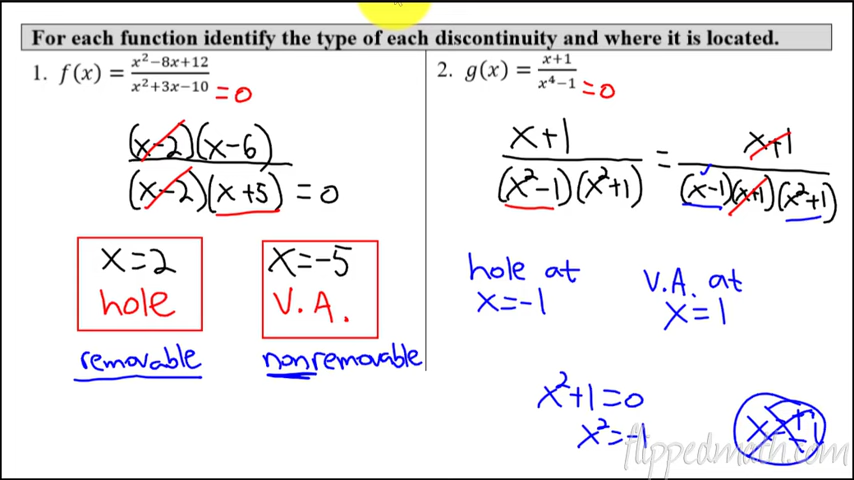 For each function identify the type of each discontinuity and where it is located.
1. f(x) = (x²−8x+12)/(x²+3x−10) =0
(x−2)(x−6)
(x−2)(x+5) = 0
x=2
hole
x=−5
V.A.
removable
nonremovable
2. g(x) = (x+1)/(x⁴−1) =0
x+1
(x²−1)(x²+1)
=
x+1
(x−1)(x+1)(x²+1)
hole at
x=−1
V.A. at
x=1
x²+1=0
x²=−1
flippedmath.com